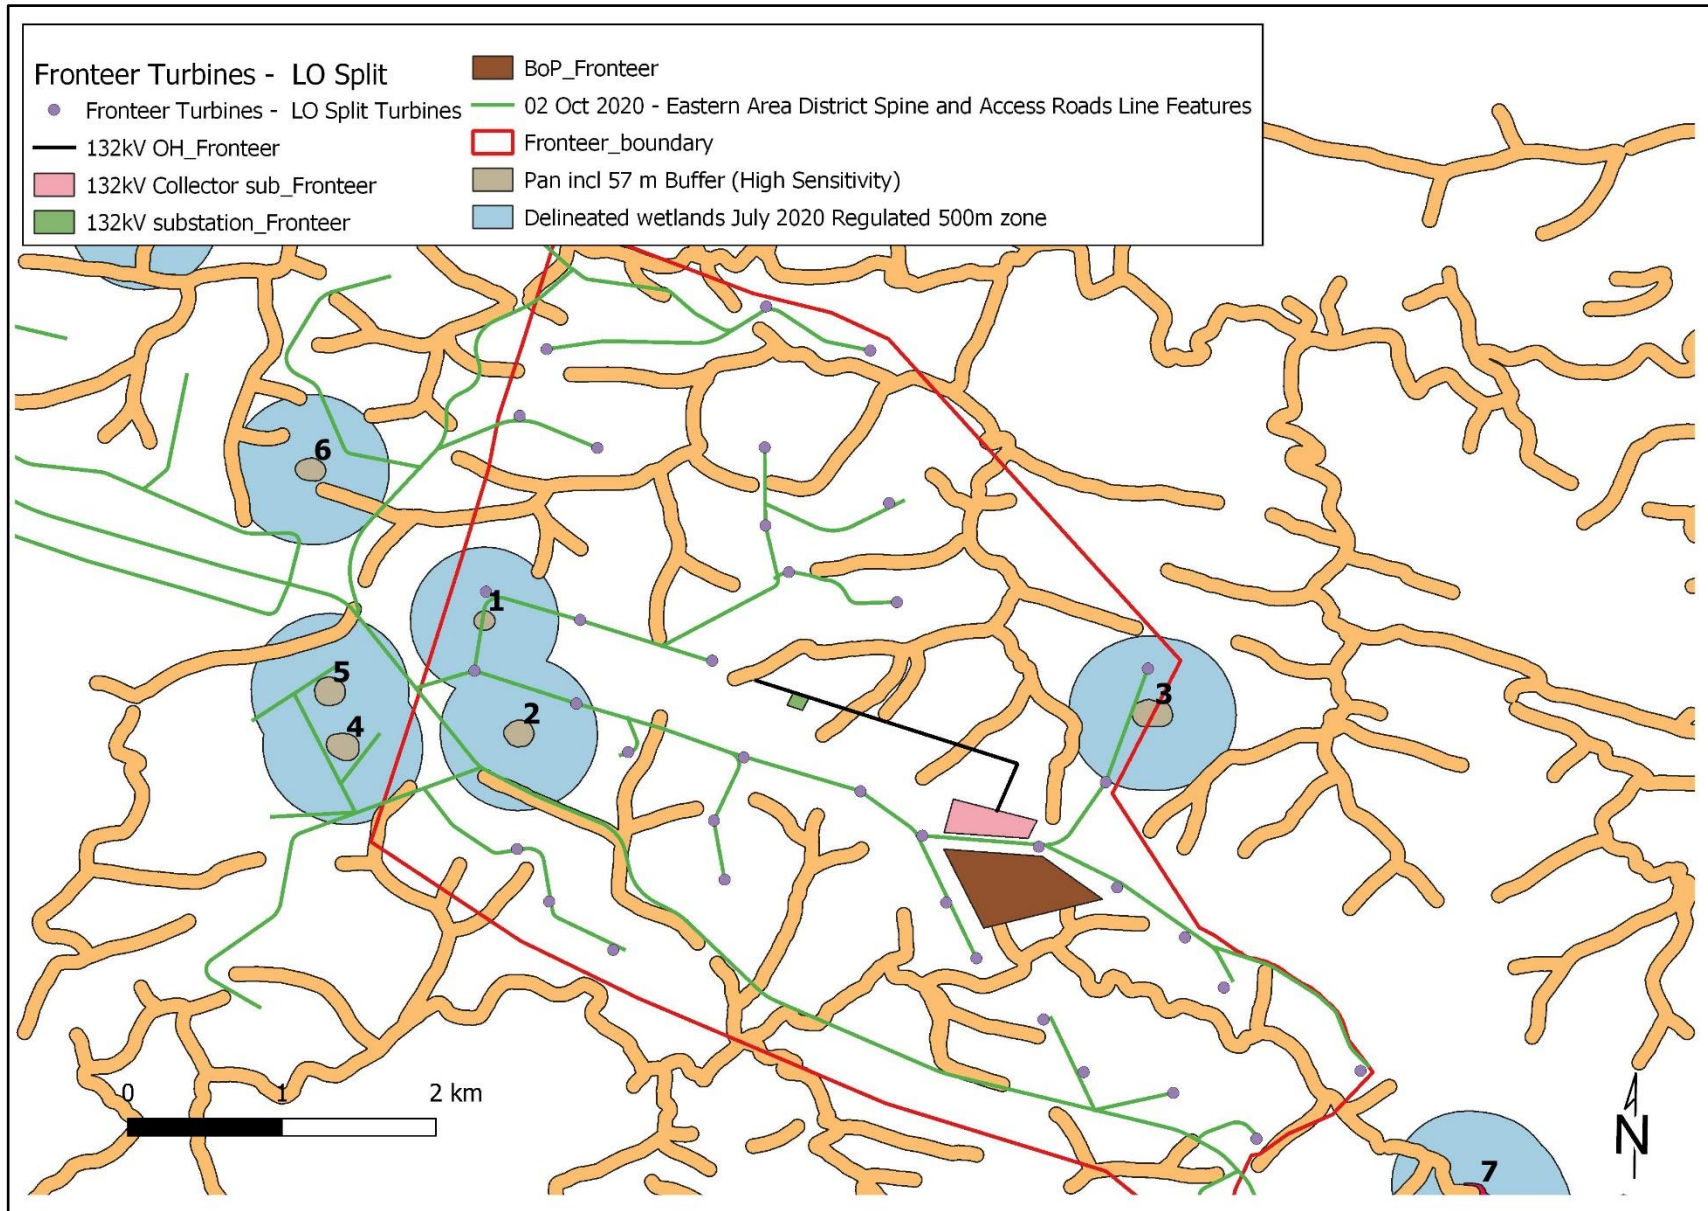 Fronteer Turbines - LO Split
Fronteer Turbines - LO Split Turbines
132kV OH_Fronteer
132kV Collector sub_Fronteer
132kV substation_Fronteer
BoP_Fronteer
02 Oct 2020 - Eastern Area District Spine and Access Roads Line Features
Fronteer_boundary
Pan incl 57 m Buffer (High Sensitivity)
Delineated wetlands July 2020 Regulated 500m zone
6
1
5
3
2
4
0 1 2 km
N
7